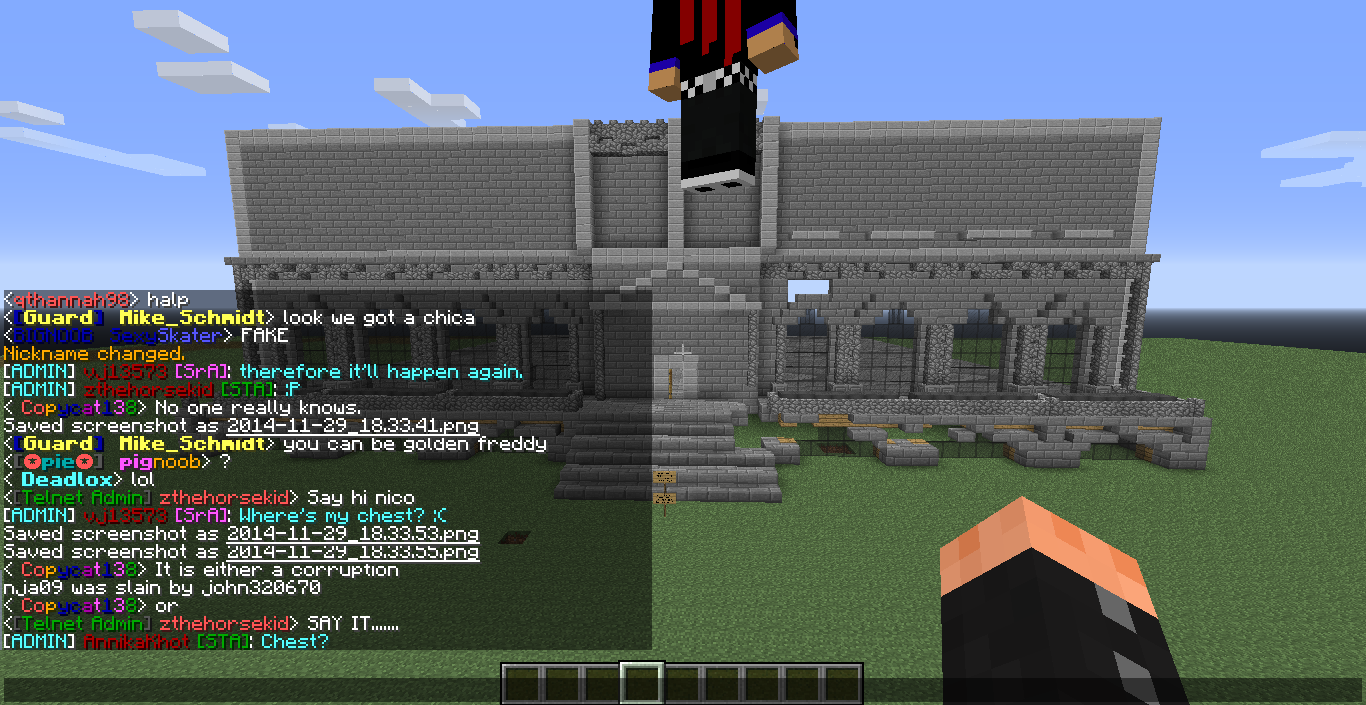 <qthannah98> halp
<[Guard] Mike_Schmidt> look we got a chica
<BIGNOOB SexySkater> FAKE
Nickname changed.
[ADMIN] vj13573 [SrA]: therefore it'll happen again.
[ADMIN] zthehorsekid [STA]: :P
< Copycat138> No one really knows.
Saved screenshot as 2014-11-29_18.33.41.png
<[Guard] Mike_Schmidt> you can be golden freddy
<[✪pie✪] pignoob> ?
< Deadlox> lol
<[Telnet Admin] zthehorsekid> Say hi nico
[ADMIN] vj13573 [SrA]: Where's my chest? :(
Saved screenshot as 2014-11-29_18.33.53.png
Saved screenshot as 2014-11-29_18.33.55.png
< Copycat138> It is either a corruption
nja09 was slain by john320670
< Copycat138> or
<[Telnet Admin] zthehorsekid> SAY IT......
[ADMIN] AnnikaKhot [STA]: Chest?